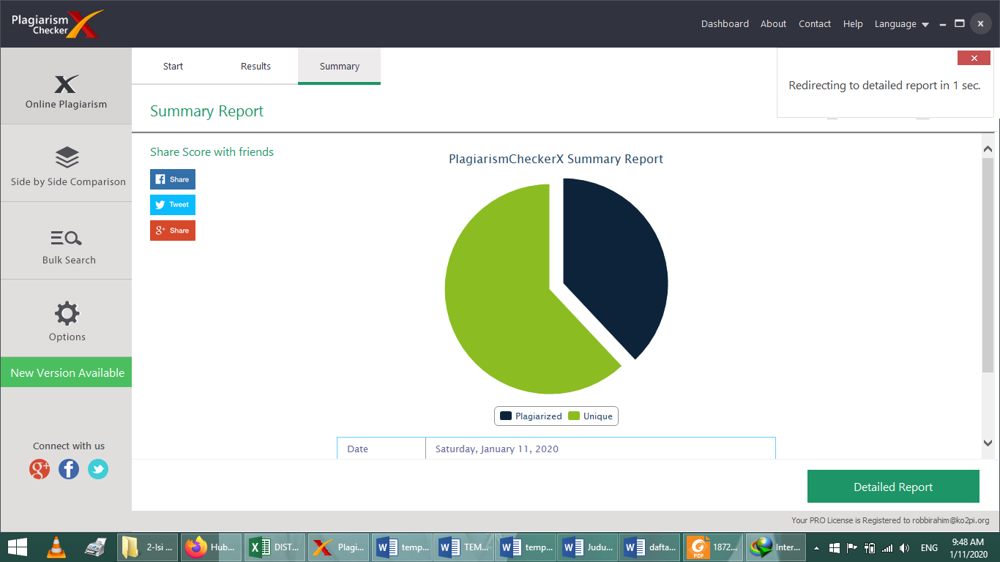 Plagiarism
Checker
Dashboard About Contact Help Language
Online Plagiarism
Side by Side Comparison
Bulk Search
Options
New Version Available
Connect with us
Start Results Summary
Redirecting to detailed report in 1 sec.
Summary Report
Share Score with friends
Share
Tweet
Share
PlagiarismCheckerX Summary Report
Plagiarized Unique
Date Saturday, January 11, 2020
Detailed Report
Your PRO License is Registered to robbirahim@ko2pi.org
2-Isi ... Hub... DIST... Plagi... temp... TEM... temp... Judu... dafta... 1872... Inter... ENG 9:48 AM
1/11/2020